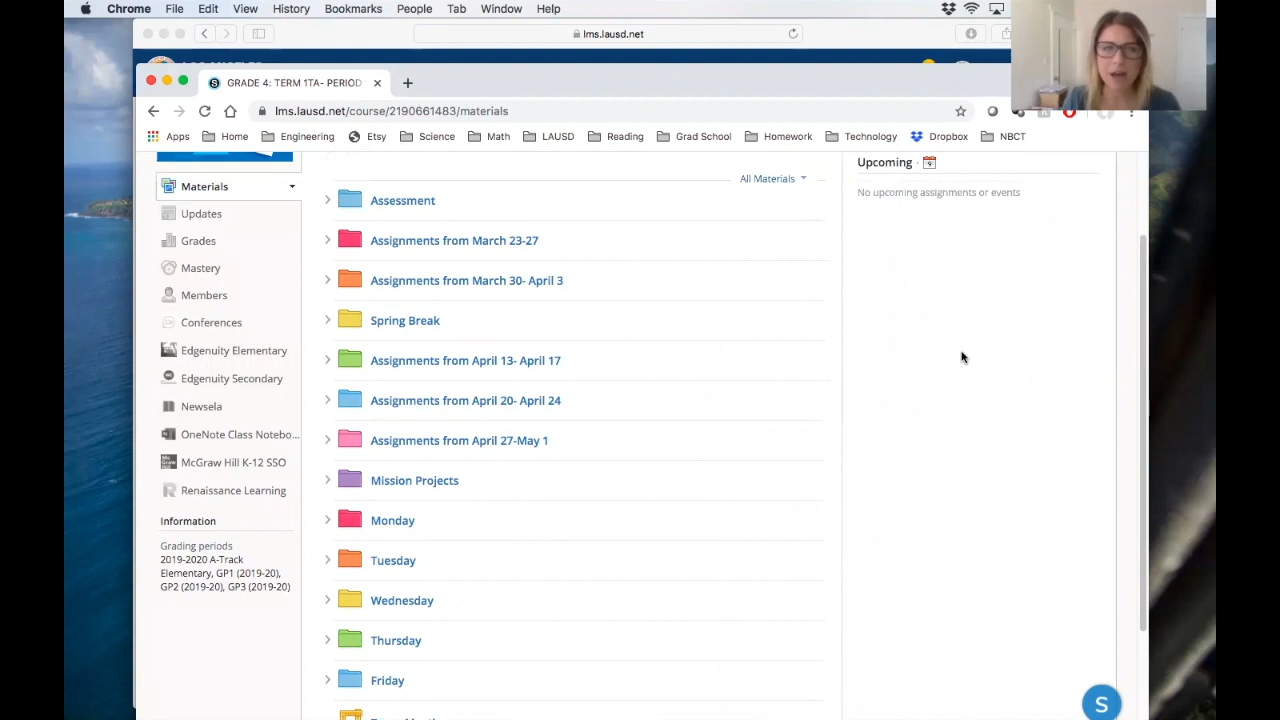 Chrome File Edit View History Bookmarks People Tab Window Help
lms.lausd.net
GRADE 4: TERM 1TA- PERIOD
lms.lausd.net/course/2190661483/materials
Apps Home Engineering Etsy Science Math LAUSD Reading Grad School Homework Technology Dropbox NBCT
Materials
Updates
Grades
Mastery
Members
Conferences
Edgenuity Elementary
Edgenuity Secondary
Newsela
OneNote Class Notebo...
McGraw Hill K-12 SSO
Renaissance Learning
Information
Grading periods
2019-2020 A-Track
Elementary, GP1 (2019-20),
GP2 (2019-20), GP3 (2019-20)
All Materials
Assessment
Assignments from March 23-27
Assignments from March 30- April 3
Spring Break
Assignments from April 13- April 17
Assignments from April 20- April 24
Assignments from April 27-May 1
Mission Projects
Monday
Tuesday
Wednesday
Thursday
Friday
Upcoming
9
No upcoming assignments or events
S